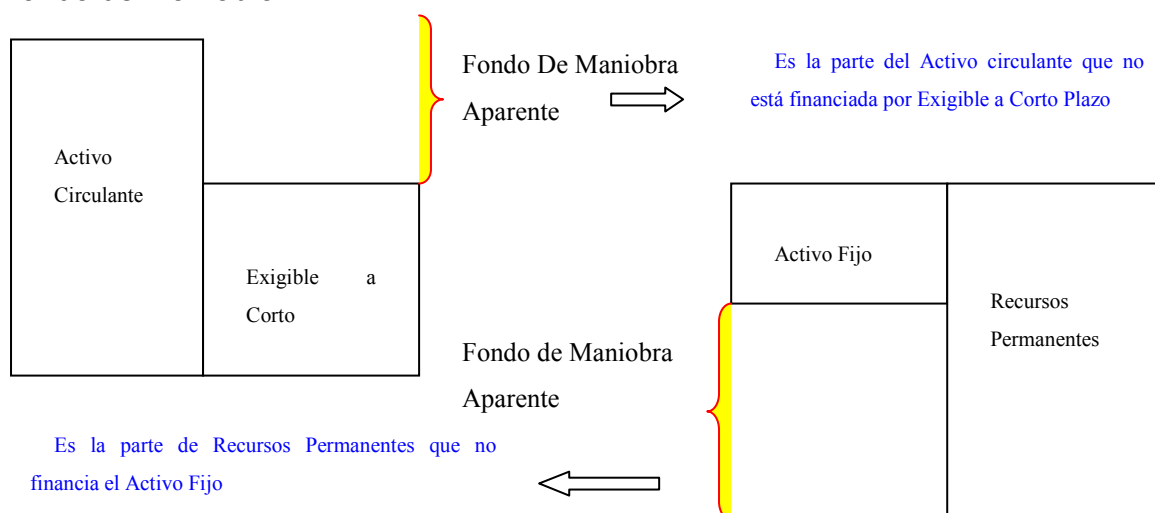 Fondo De Maniobra
Aparente
Es la parte del Activo circulante que no
está financiada por Exigible a Corto Plazo
Activo
Circulante
Exigible a
Corto
Activo Fijo
Recursos
Permanentes
Fondo de Maniobra
Aparente
Es la parte de Recursos Permanentes que no
financia el Activo Fijo